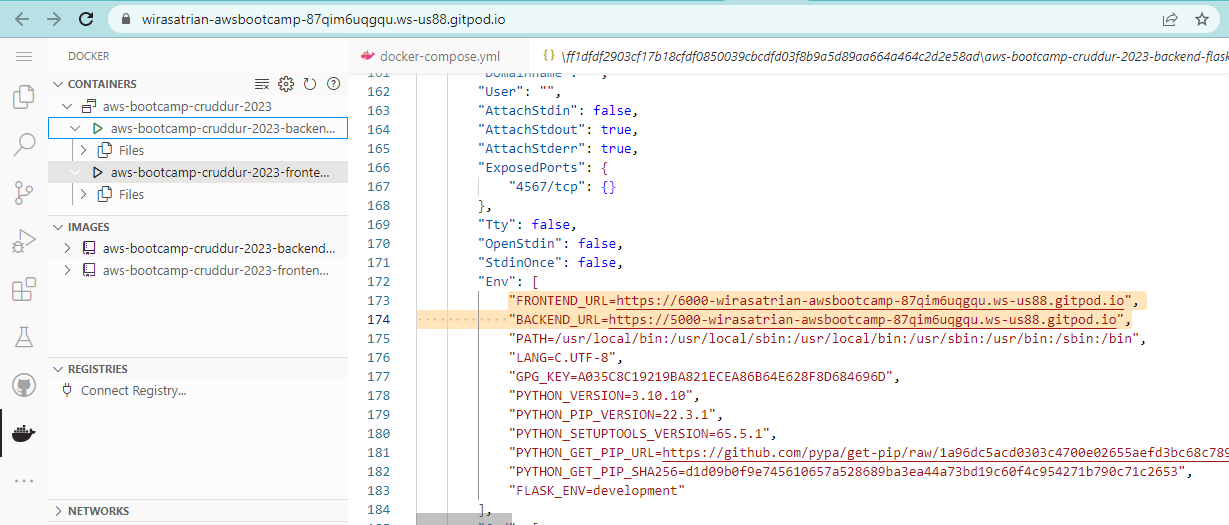 wirasatrian-awsbootcamp-87qim6uqgqu.ws-us88.gitpod.io
DOCKER
CONTAINERS
aws-bootcamp-cruddur-2023
aws-bootcamp-cruddur-2023-backen...
Files
aws-bootcamp-cruddur-2023-fronte...
Files
IMAGES
aws-bootcamp-cruddur-2023-backend...
aws-bootcamp-cruddur-2023-fronten...
REGISTRIES
Connect Registry...
NETWORKS
docker-compose.yml
{} \ff1dfdf2903cf17b18cfdf0850039cbcdfd03f8b9a5d89aa664a464c2d2e58ad\aws-bootcamp-cruddur-2023-backend-flask
161 "Domainname": "",
162 "User": "",
163 "AttachStdin": false,
164 "AttachStdout": true,
165 "AttachStderr": true,
166 "ExposedPorts": {
167 "4567/tcp": {}
168 },
169 "Tty": false,
170 "OpenStdin": false,
171 "StdinOnce": false,
172 "Env": [
173 "FRONTEND_URL=https://6000-wirasatrian-awsbootcamp-87qim6uqgqu.ws-us88.gitpod.io",
174 "BACKEND_URL=https://5000-wirasatrian-awsbootcamp-87qim6uqgqu.ws-us88.gitpod.io",
175 "PATH=/usr/local/bin:/usr/local/sbin:/usr/local/bin:/usr/sbin:/usr/bin:/sbin:/bin",
176 "LANG=C.UTF-8",
177 "GPG_KEY=A035C8C19219BA821ECEA86B64E628F8D684696D",
178 "PYTHON_VERSION=3.10.10",
179 "PYTHON_PIP_VERSION=22.3.1",
180 "PYTHON_SETUPTOOLS_VERSION=65.5.1",
181 "PYTHON_GET_PIP_URL=https://github.com/pypa/get-pip/raw/1a96dc5acd0303c4700e02655aefd3bc68c789
182 "PYTHON_GET_PIP_SHA256=d1d09b0f9e745610657a528689ba3ea44a73bd19c60f4c954271b790c71c2653",
183 "FLASK_ENV=development"
184 ],